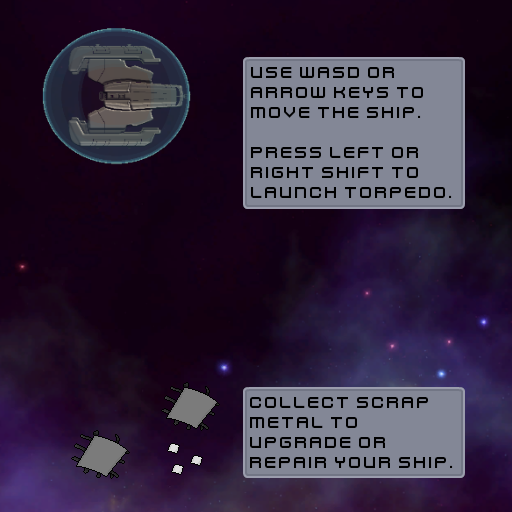 USE WASD OR
ARROW KEYS TO
MOVE THE SHIP.
PRESS LEFT OR
RIGHT SHIFT TO
LAUNCH TORPEDO.
COLLECT SCRAP
METAL TO
UPGRADE OR
REPAIR YOUR SHIP.